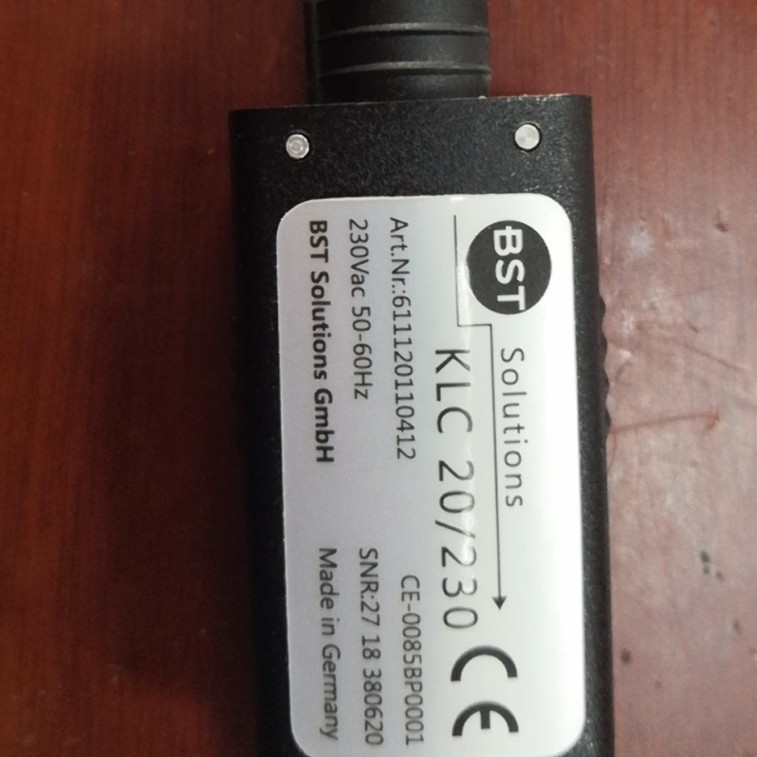 BST
Solutions
KLC 20/230
CE
Art.Nr.:611120110412 CE-0085BP0001
230Vac 50-60Hz SNR:27 18 380620
BST Solutions GmbH Made in Germany